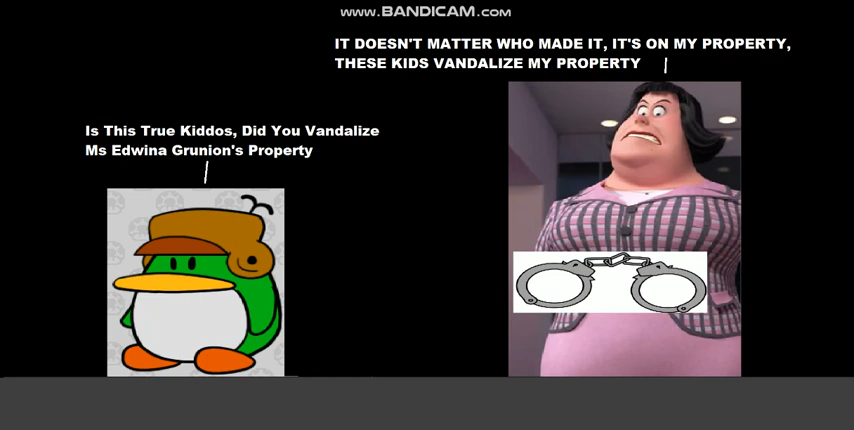 www.BANDICAM.com
IT DOESN'T MATTER WHO MADE IT, IT'S ON MY PROPERTY,
THESE KIDS VANDALIZE MY PROPERTY
Is This True Kiddos, Did You Vandalize
Ms Edwina Grunion's Property